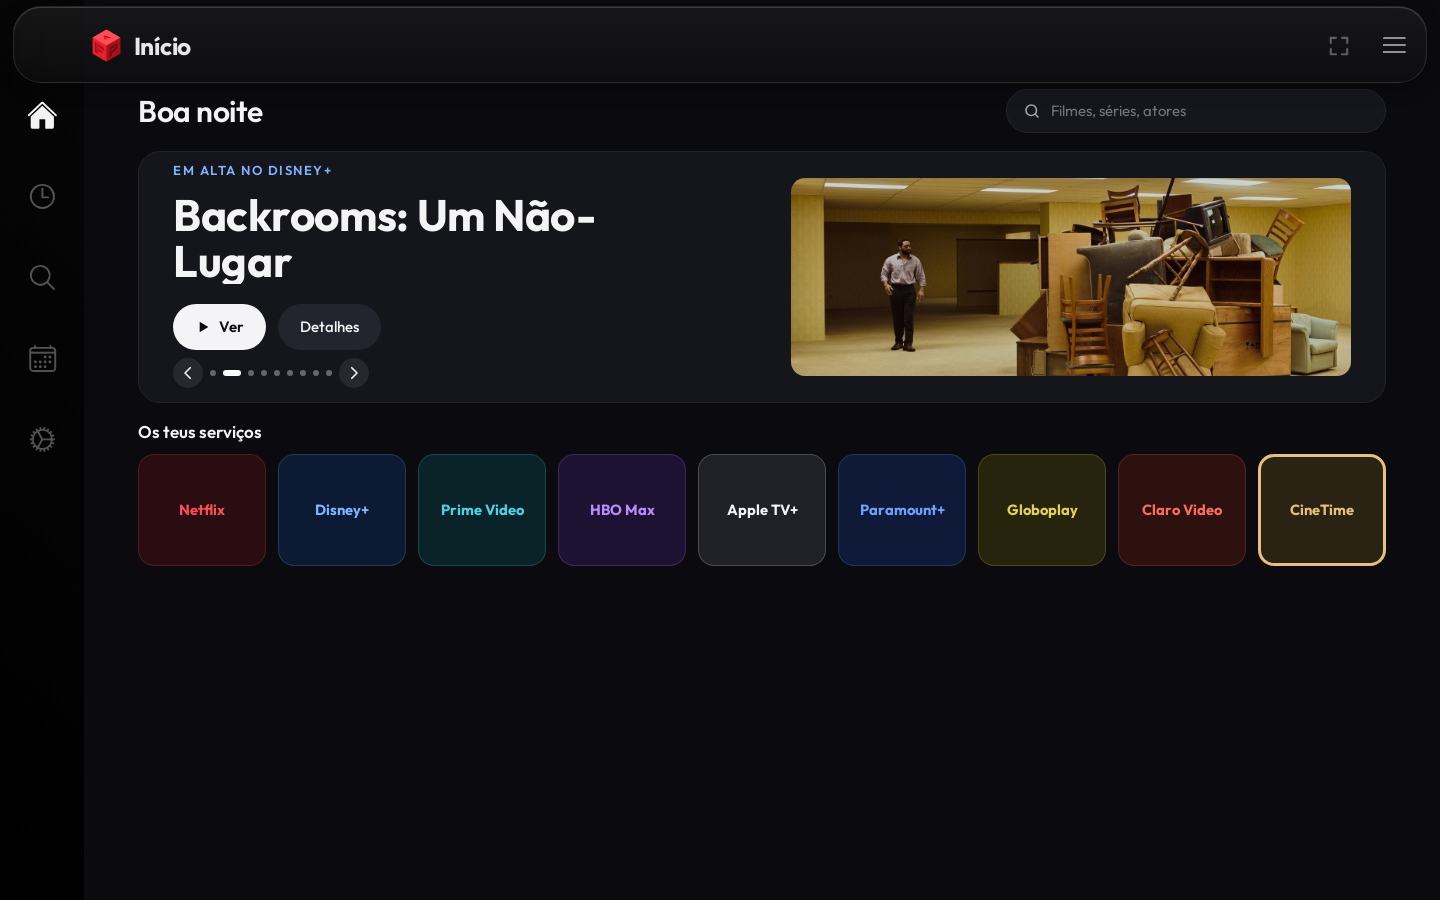 Início
Boa noite
Filmes, séries, atores
EM ALTA NO DISNEY+
Backrooms: Um Não-
Lugar
Ver
Detalhes
Os teus serviços
Netflix
Disney+
Prime Video
HBO Max
Apple TV+
Paramount+
Globoplay
Claro Video
CineTime